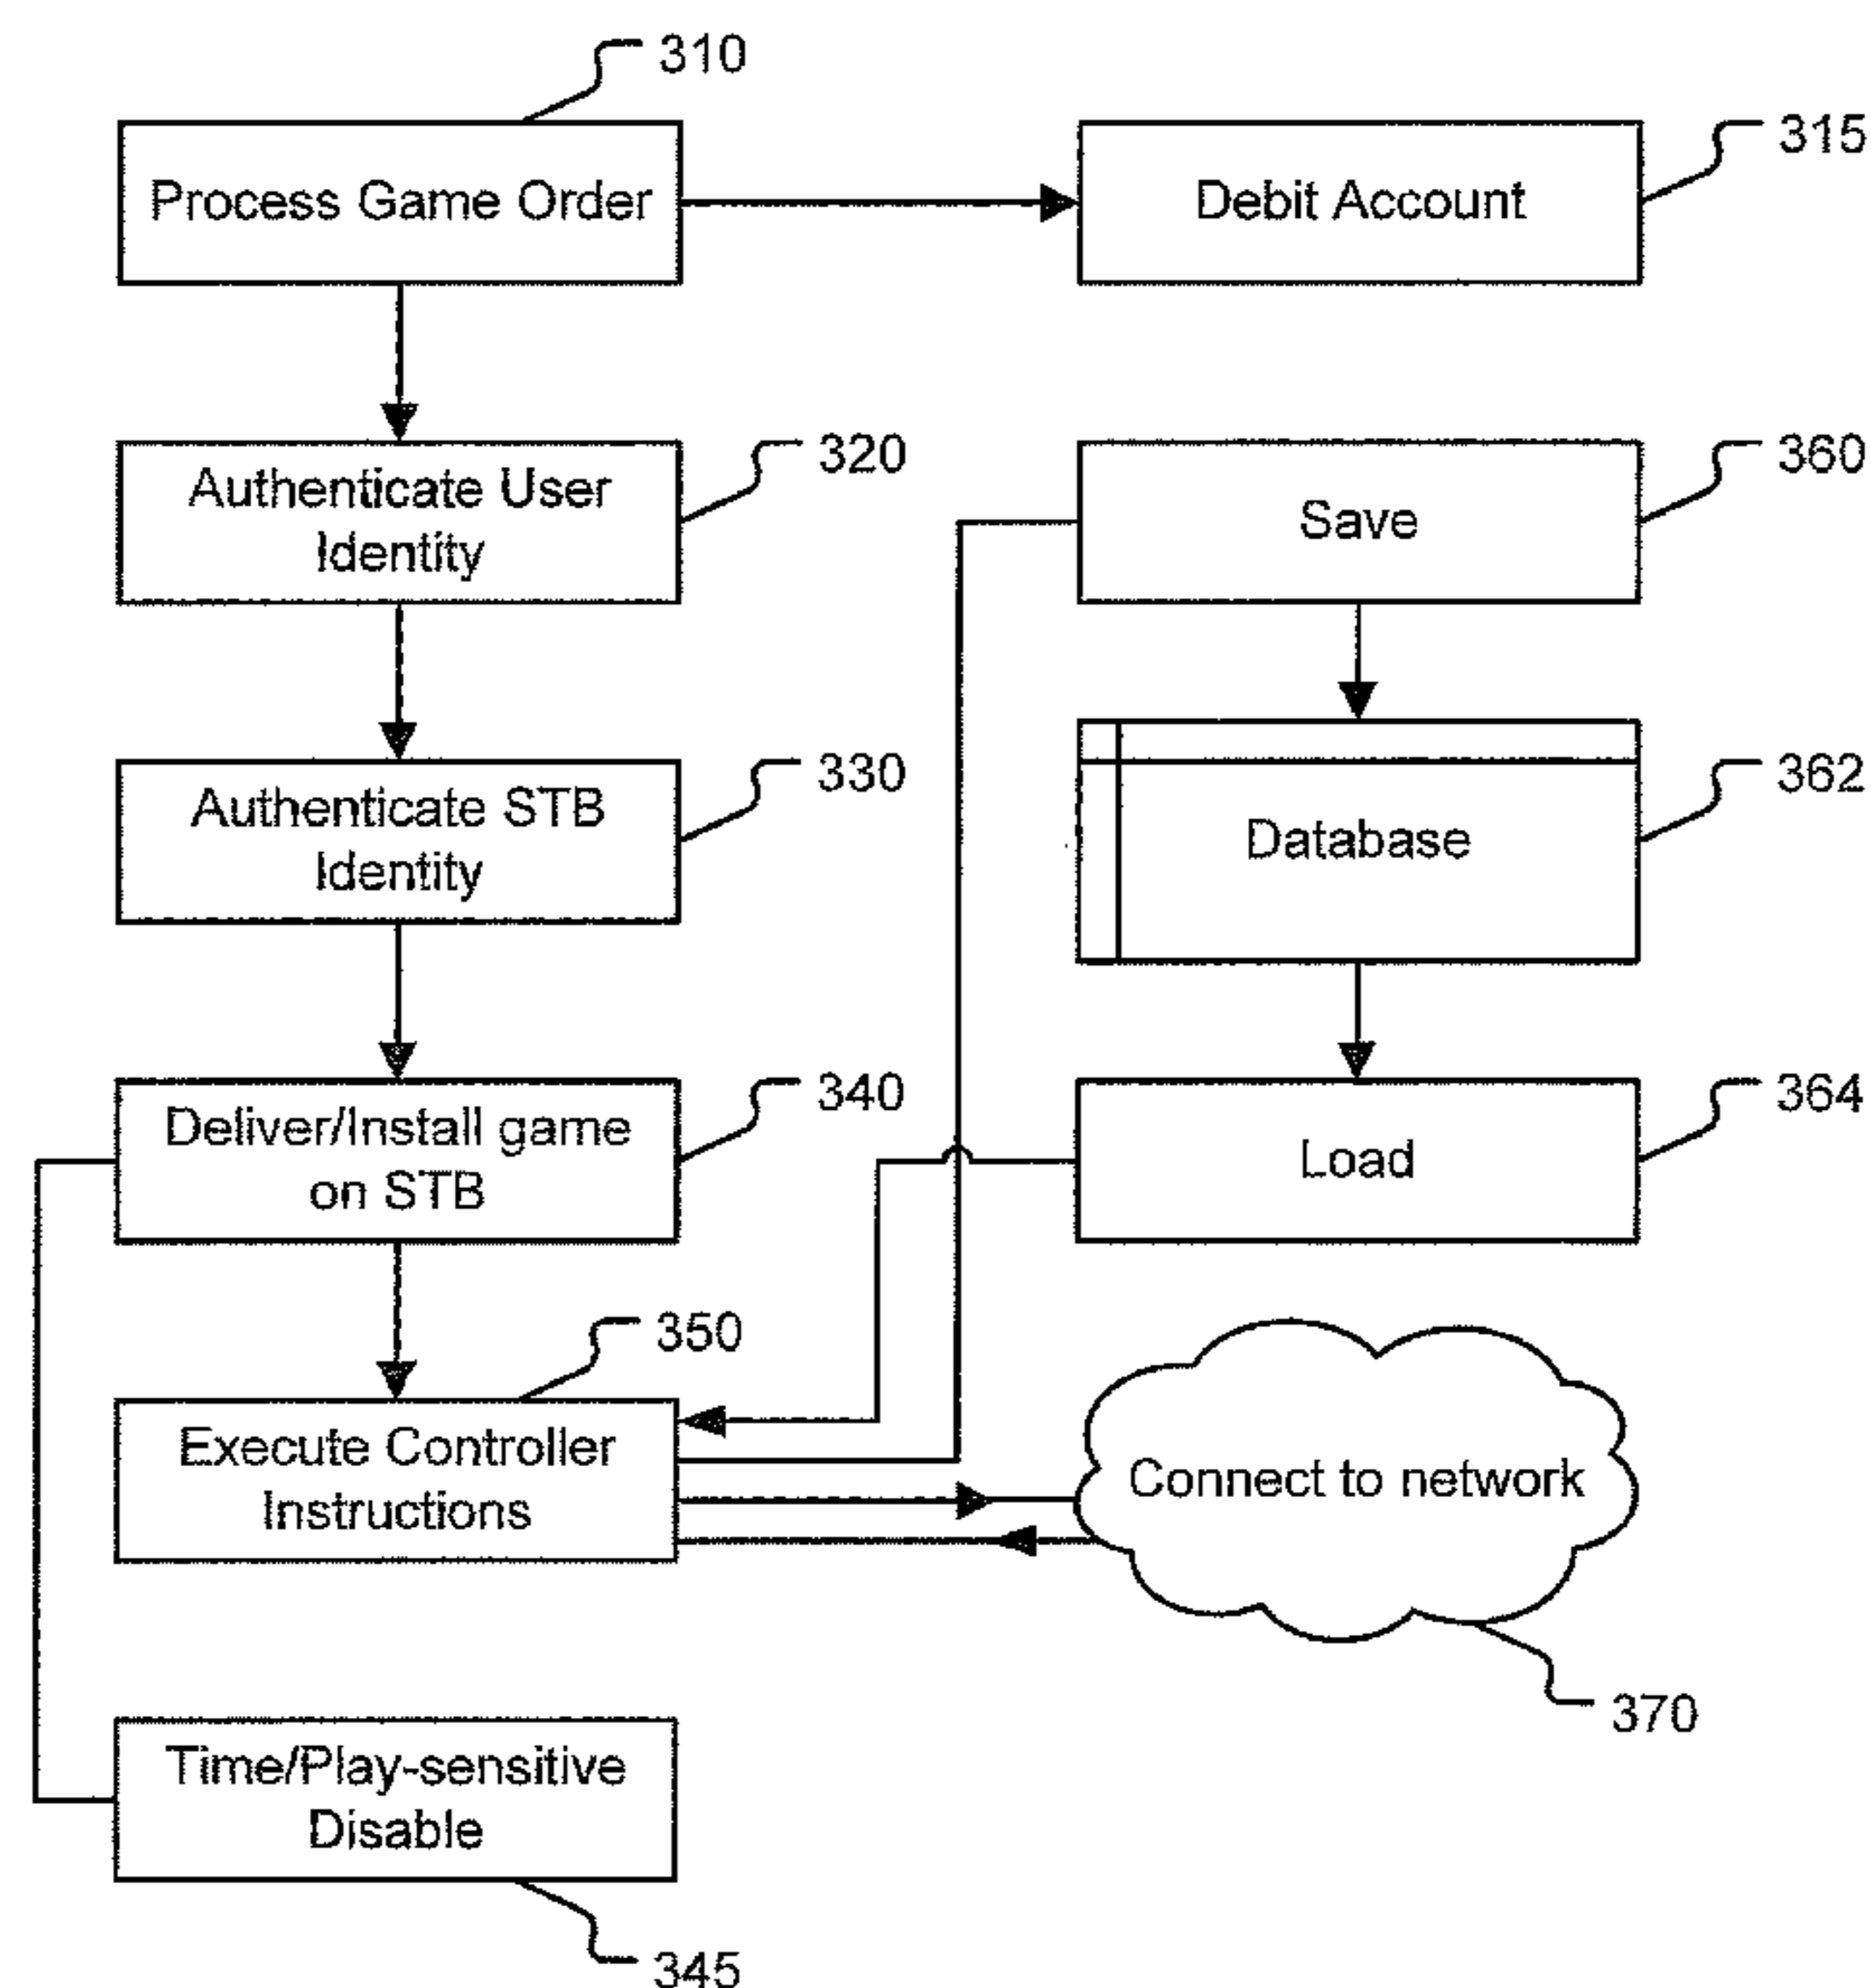 310
Process Game Order
315
Debit Account
320
Authenticate User
Identity
360
Save
330
Authenticate STB
Identity
362
Database
340
Deliver/Install game
on STB
364
Load
350
Execute Controller
Instructions
Connect to network
370
Time/Play-sensitive
Disable
345